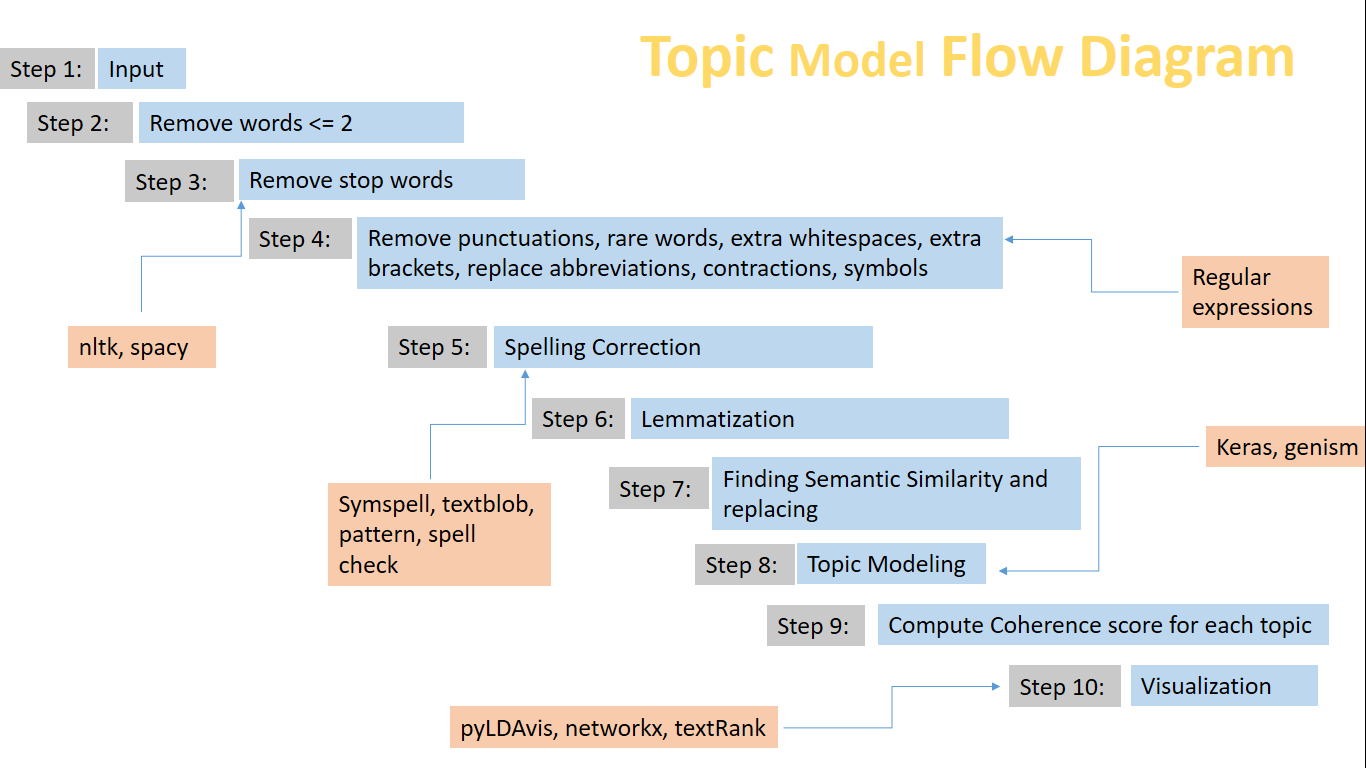 Topic Model Flow Diagram
Step 1: Input
Step 2: Remove words <= 2
Step 3: Remove stop words
Step 4: Remove punctuations, rare words, extra whitespaces, extra
brackets, replace abbreviations, contractions, symbols
Regular
expressions
nltk, spacy
Step 5: Spelling Correction
Step 6: Lemmatization
Keras, genism
Symspell, textblob,
pattern, spell
check
Step 7: Finding Semantic Similarity and
replacing
Step 8: Topic Modeling
Step 9: Compute Coherence score for each topic
Step 10: Visualization
pyLDAvis, networkx, textRank